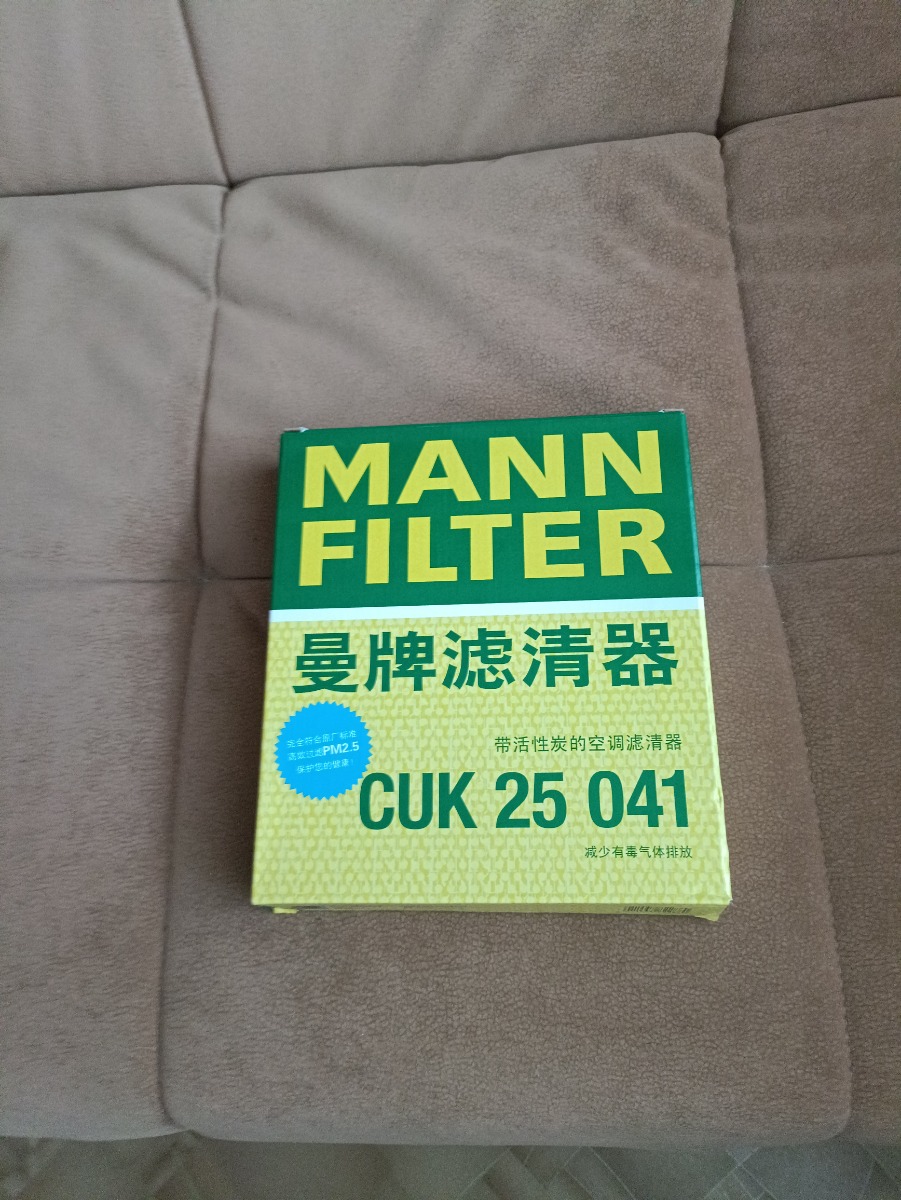 MANN
FILTER
曼牌滤清器
完全符合原厂标准
高效过滤PM2.5
保护您的健康!
带活性炭的空调滤清器
CUK 25 041
减少有毒气体排放